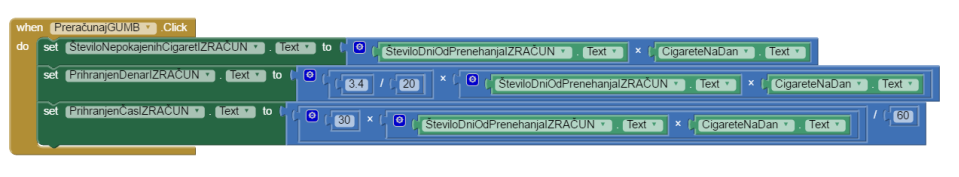 when PreračunajGUMB .Click
do set ŠteviloNepokajenihCigaretIZRAČUN . Text to ŠteviloDniOdPrenehanjaIZRAČUN . Text × CigareteNaDan . Text
set PrihranjenDenarIZRAČUN . Text to 3.4 / 20 × ŠteviloDniOdPrenehanjaIZRAČUN . Text × CigareteNaDan . Text
set PrihranjenČasIZRAČUN . Text to 30 × ŠteviloDniOdPrenehanjaIZRAČUN . Text × CigareteNaDan . Text / 60